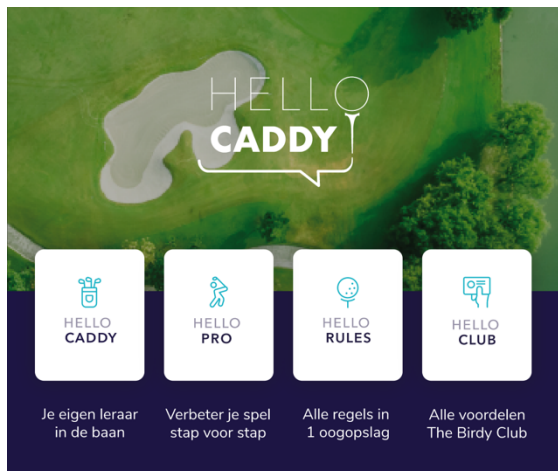 HELLO
CADDY
HELLO
CADDY
HELLO
PRO
HELLO
RULES
HELLO
CLUB
Je eigen leraar
in de baan
Verbeter je spel
stap voor stap
Alle regels in
1 oogopslag
Alle voordelen
The Birdy Club